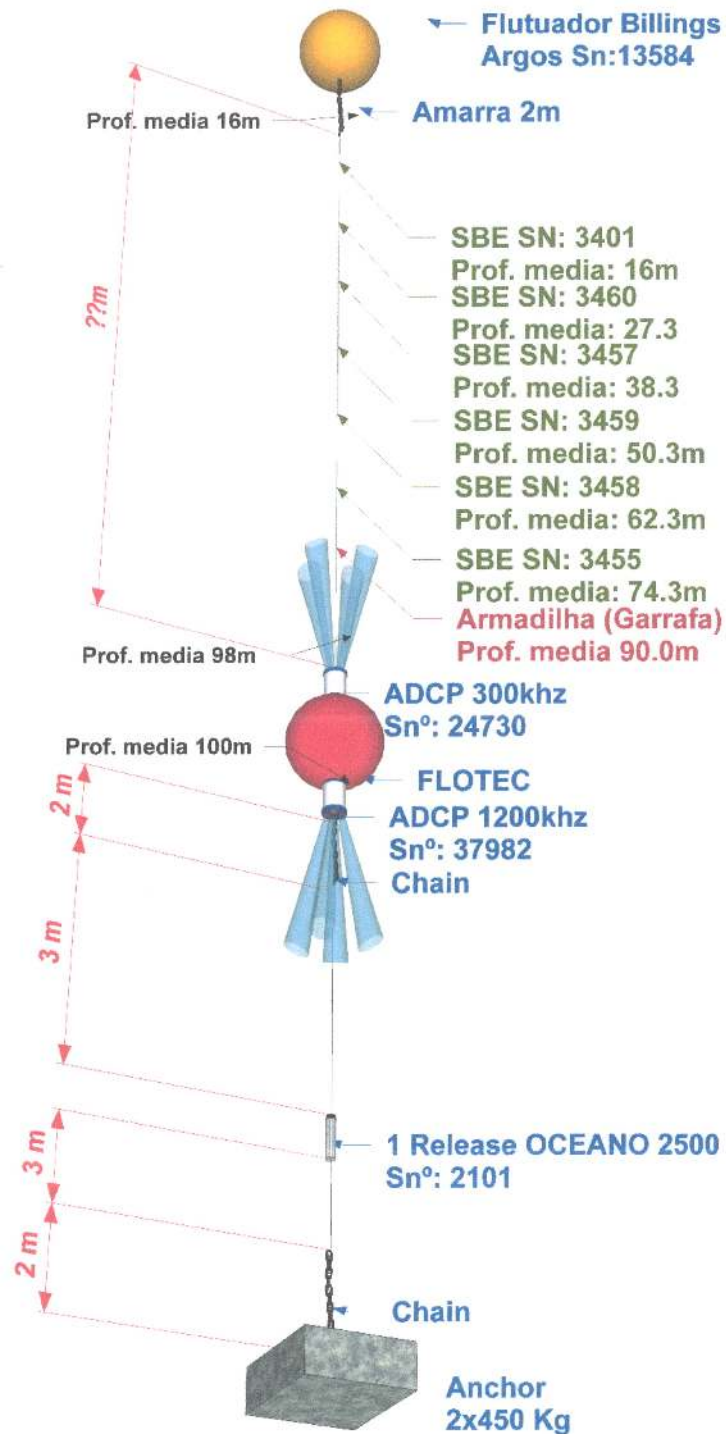 Flutuador Billings
Argos Sn:13584
Prof. media 16m
Amarra 2m
??m
SBE SN: 3401
Prof. media: 16m
SBE SN: 3460
Prof. media: 27.3
SBE SN: 3457
Prof. media: 38.3
SBE SN: 3459
Prof. media: 50.3m
SBE SN: 3458
Prof. media: 62.3m
SBE SN: 3455
Prof. media: 74.3m
Armadilha (Garrafa)
Prof. media 90.0m
Prof. media 98m
ADCP 300khz
Snº: 24730
Prof. media 100m
FLOTEC
2 m
ADCP 1200khz
Snº: 37982
Chain
3 m
1 Release OCEANO 2500
Snº: 2101
3 m
2 m
Chain
Anchor
2x450 Kg